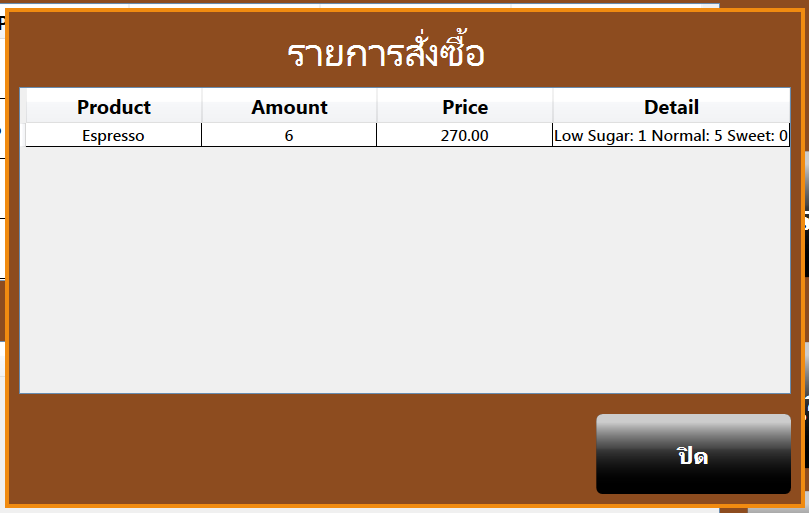 รายการสั่งซื้อ
Product Amount Price Detail
Espresso 6 270.00 Low Sugar: 1 Normal: 5 Sweet: 0
ปิด